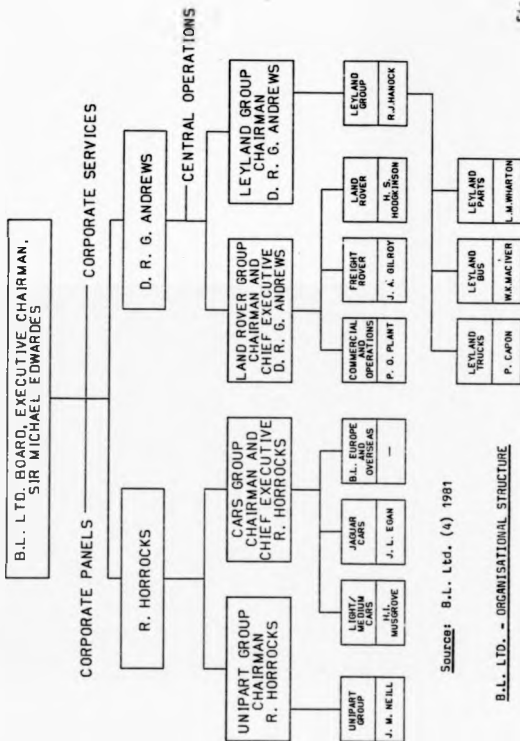 B.L. LTD. BOARD, EXECUTIVE CHAIRMAN,
SIR MICHAEL EDWARDES
CORPORATE PANELS
CORPORATE SERVICES
R. HORROCKS
D. R. G. ANDREWS
CENTRAL OPERATIONS
UNIPART GROUP
CHAIRMAN
R. HORROCKS
CARS GROUP
CHAIRMAN AND
CHIEF EXECUTIVE
R. HORROCKS
LAND ROVER GROUP
CHAIRMAN AND
CHIEF EXECUTIVE
D. R. G. ANDREWS
LEYLAND GROUP
CHAIRMAN
D. R. G. ANDREWS
UNIPART
GROUP
J. M. NEILL
LIGHT/
MEDIUM
CARS
H.I.
MUSGROVE
JAGUAR
CARS
J. L. EGAN
B.L. EUROPE
AND
OVERSEAS
—
COMMERCIAL
AND
OPERATIONS
P. O. PLANT
FREIGHT
ROVER
J. A. GILROY
LAND
ROVER
H. S.
HODGKINSON
LEYLAND
GROUP
R.J.HANOCK
LEYLAND
TRUCKS
P. CAPON
LEYLAND
BUS
W.K.MACIVER
LEYLAND
PARTS
L.M.WHARTON
Source: B.L. Ltd. (4) 1981
B.L. LTD. - ORGANISATIONAL STRUCTURE